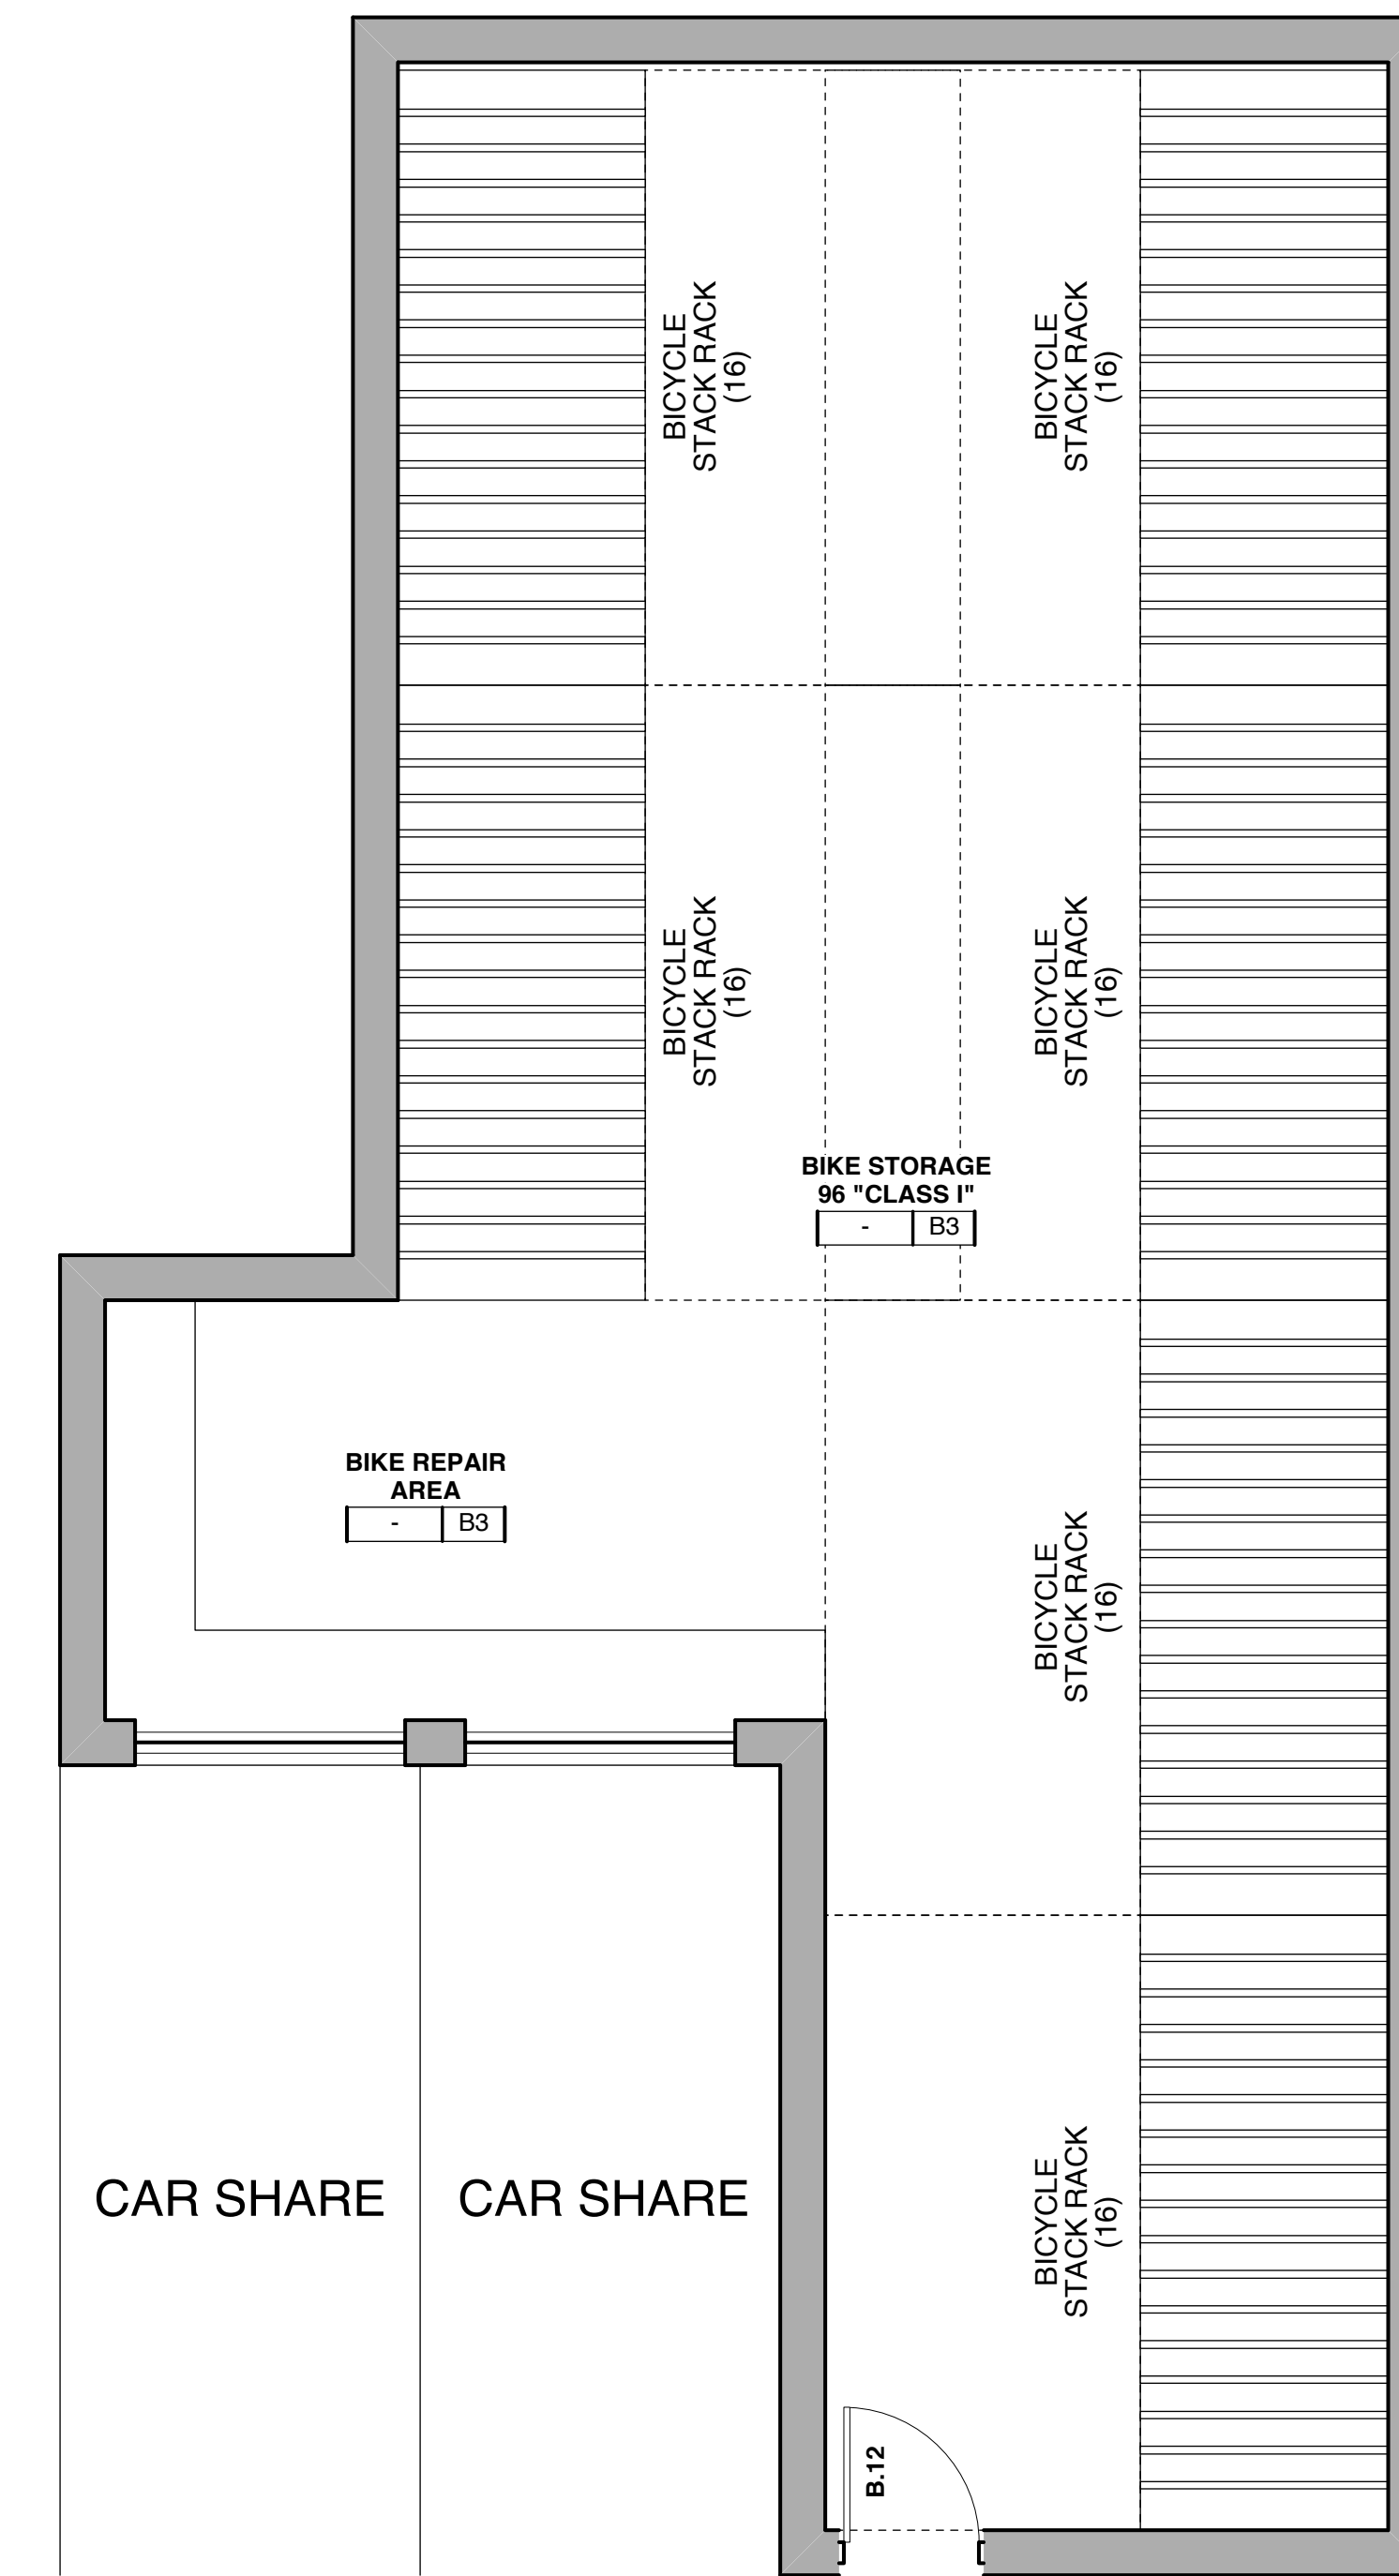 BICYCLE
STACK RACK
(16)
BICYCLE
STACK RACK
(16)
BICYCLE
STACK RACK
(16)
BICYCLE
STACK RACK
(16)
BIKE STORAGE
96 "CLASS I"
- B3
BIKE REPAIR
AREA
- B3
BICYCLE
STACK RACK
(16)
CAR SHARE
CAR SHARE
BICYCLE
STACK RACK
(16)
B.12